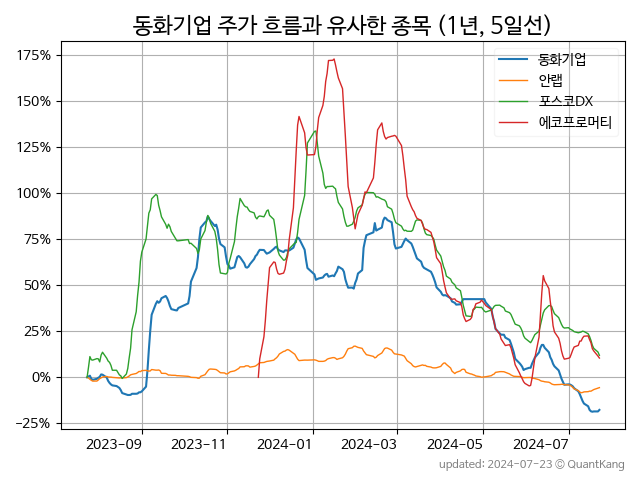 동화기업 주가 흐름과 유사한 종목 (1년, 5일선)
동화기업
안랩
포스코DX
에코프로머티
175%
150%
125%
100%
75%
50%
25%
0%
−25%
2023-09 2023-11 2024-01 2024-03 2024-05 2024-07
updated: 2024-07-23 © QuantKang